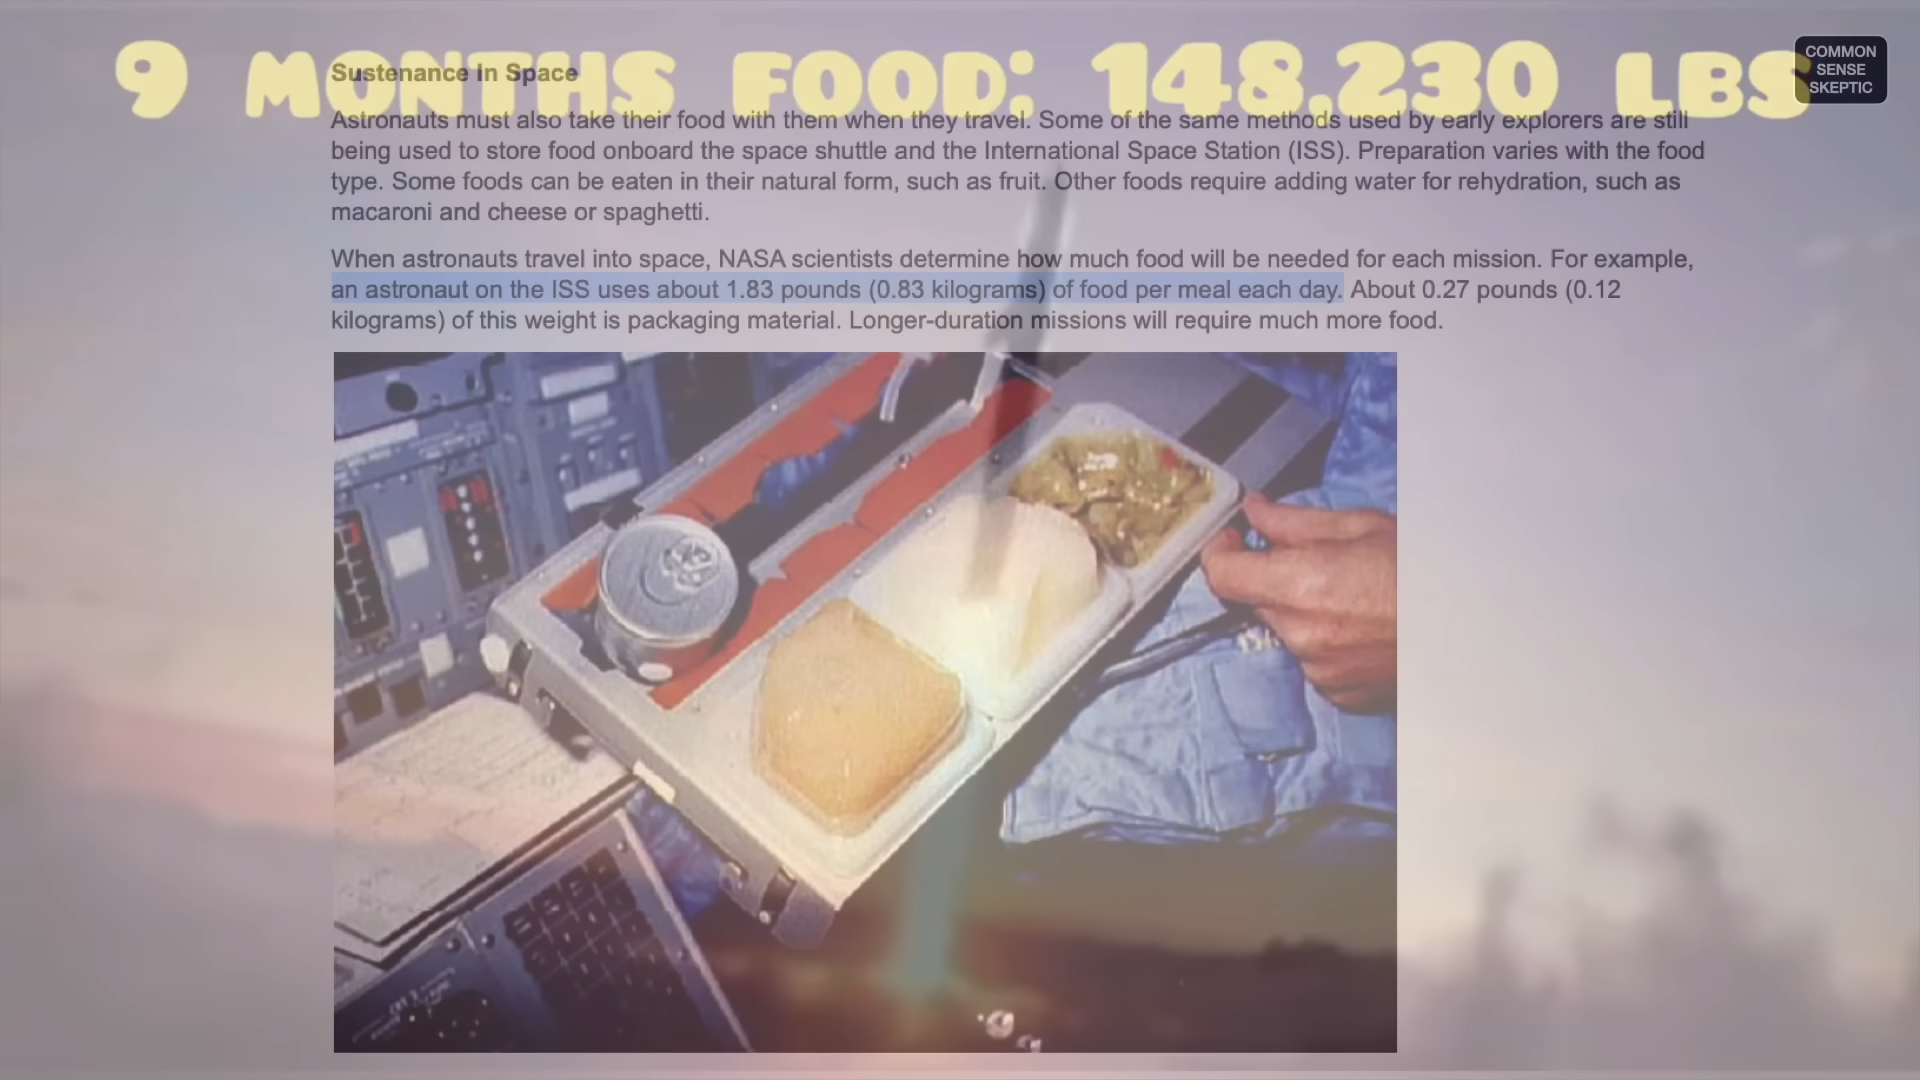 9 MONTHS FOOD: 148,230 LBS
COMMON
SENSE
SKEPTIC
Sustenance in Space
Astronauts must also take their food with them when they travel. Some of the same methods used by early explorers are still
being used to store food onboard the space shuttle and the International Space Station (ISS). Preparation varies with the food
type. Some foods can be eaten in their natural form, such as fruit. Other foods require adding water for rehydration, such as
macaroni and cheese or spaghetti.
When astronauts travel into space, NASA scientists determine how much food will be needed for each mission. For example,
an astronaut on the ISS uses about 1.83 pounds (0.83 kilograms) of food per meal each day. About 0.27 pounds (0.12
kilograms) of this weight is packaging material. Longer-duration missions will require much more food.